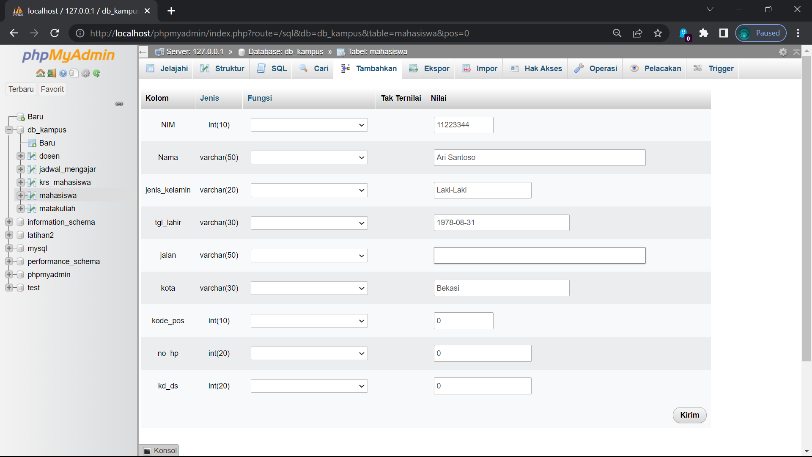 localhost / 127.0.0.1 / db_kampu
http://localhost/phpmyadmin/index.php?route=/sql&db=db_kampus&table=mahasiswa&pos=0
0
Paused
phpMyAdmin
Terbaru Favorit
Baru
db_kampus
Baru
dosen
jadwal_mengajar
krs_mahasiswa
mahasiswa
matakuliah
information_schema
latihan2
mysql
performance_schema
phpmyadmin
test
Server: 127.0.0.1 » Database: db_kampus » Tabel: mahasiswa
Jelajahi Struktur SQL Cari Tambahkan Ekspor Impor Hak Akses Operasi Pelacakan Trigger
Kolom Jenis Fungsi Tak Ternilai Nilai
NIM int(10) 11223344
Nama varchar(50) Ari Santoso
jenis_kelamin varchar(20) Laki-Laki
tgl_lahir varchar(30) 1978-08-31
jalan varchar(50)
kota varchar(30) Bekasi
kode_pos int(10) 0
no_hp int(20) 0
kd_ds int(20) 0
Kirim
Konsol